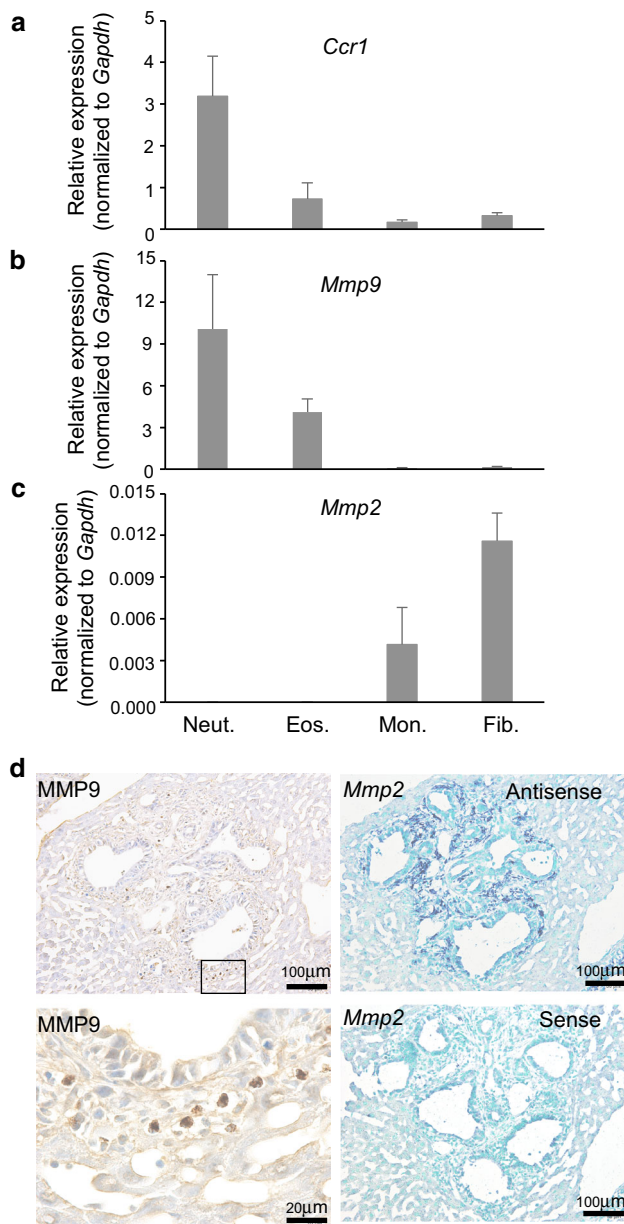 a
Ccr1
Relative expression
(normalized to Gapdh)
5
4
3
2
1
0
b
Mmp9
Relative expression
(normalized to Gapdh)
15
12
9
6
3
0
c
Mmp2
Relative expression
(normalized to Gapdh)
0.015
0.012
0.009
0.006
0.003
0.000
Neut. Eos. Mon. Fib.
d
MMP9
100µm
Mmp2 Antisense
100µm
MMP9
20µm
Mmp2 Sense
100µm